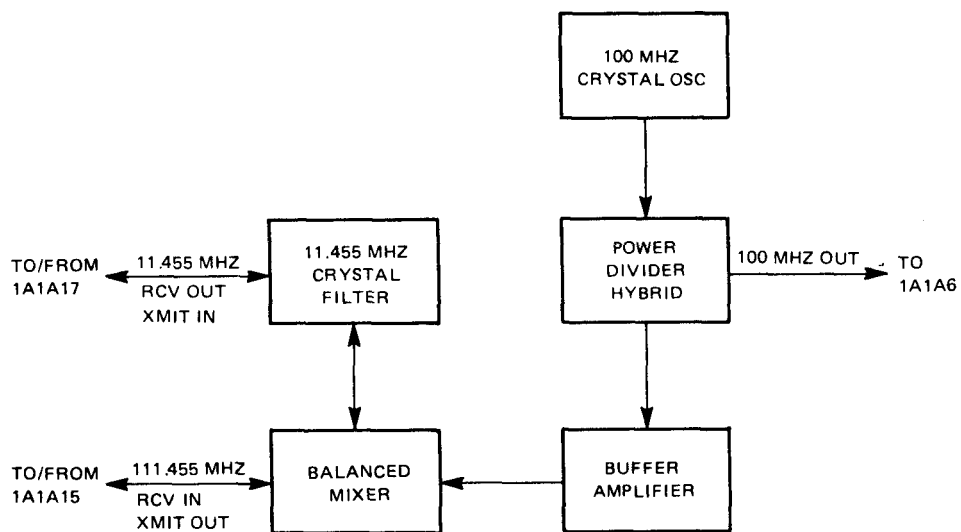 100 MHZ
CRYSTAL OSC
TO/FROM
1A1A17
11.455 MHZ
RCV OUT
XMIT IN
11.455 MHZ
CRYSTAL
FILTER
POWER
DIVIDER
HYBRID
100 MHZ OUT
TO
1A1A6
TO/FROM
1A1A15
111.455 MHZ
RCV IN
XMIT OUT
BALANCED
MIXER
BUFFER
AMPLIFIER